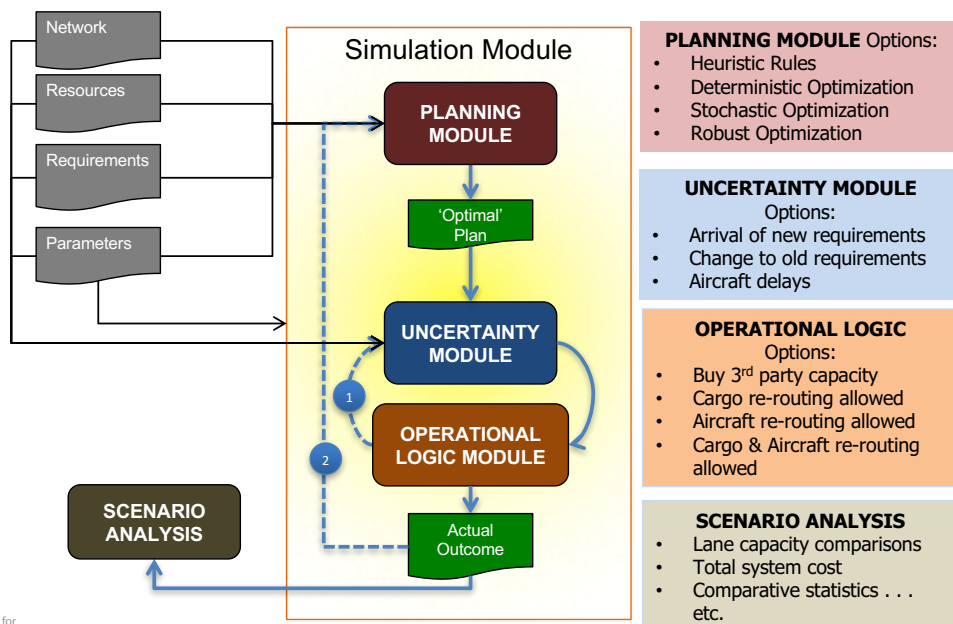 Network
Resources
Requirements
Parameters
Simulation Module
PLANNING
MODULE
'Optimal'
Plan
UNCERTAINTY
MODULE
1
OPERATIONAL
LOGIC MODULE
2
Actual
Outcome
SCENARIO
ANALYSIS
PLANNING MODULE Options:
• Heuristic Rules
• Deterministic Optimization
• Stochastic Optimization
• Robust Optimization
UNCERTAINTY MODULE
Options:
• Arrival of new requirements
• Change to old requirements
• Aircraft delays
OPERATIONAL LOGIC
Options:
• Buy 3rd party capacity
• Cargo re-routing allowed
• Aircraft re-routing allowed
• Cargo & Aircraft re-routing
allowed
SCENARIO ANALYSIS
• Lane capacity comparisons
• Total system cost
• Comparative statistics . . .
etc.
for